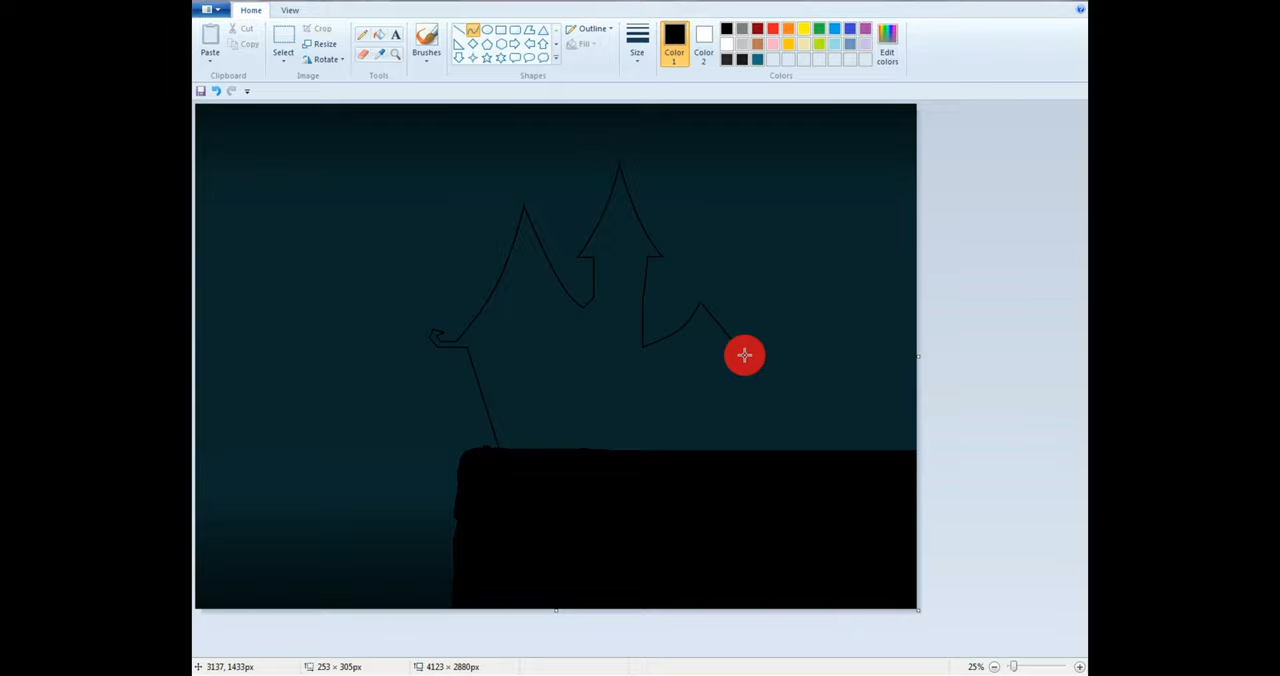 Home View
Paste
Cut
Copy
Clipboard
Select
Crop
Resize
Rotate
Image
Tools
Brushes
Outline
Fill
Shapes
Size
Color 1
Color 2
Edit colors
Colors
3137, 1433px 253 × 305px 4123 × 2880px 25%